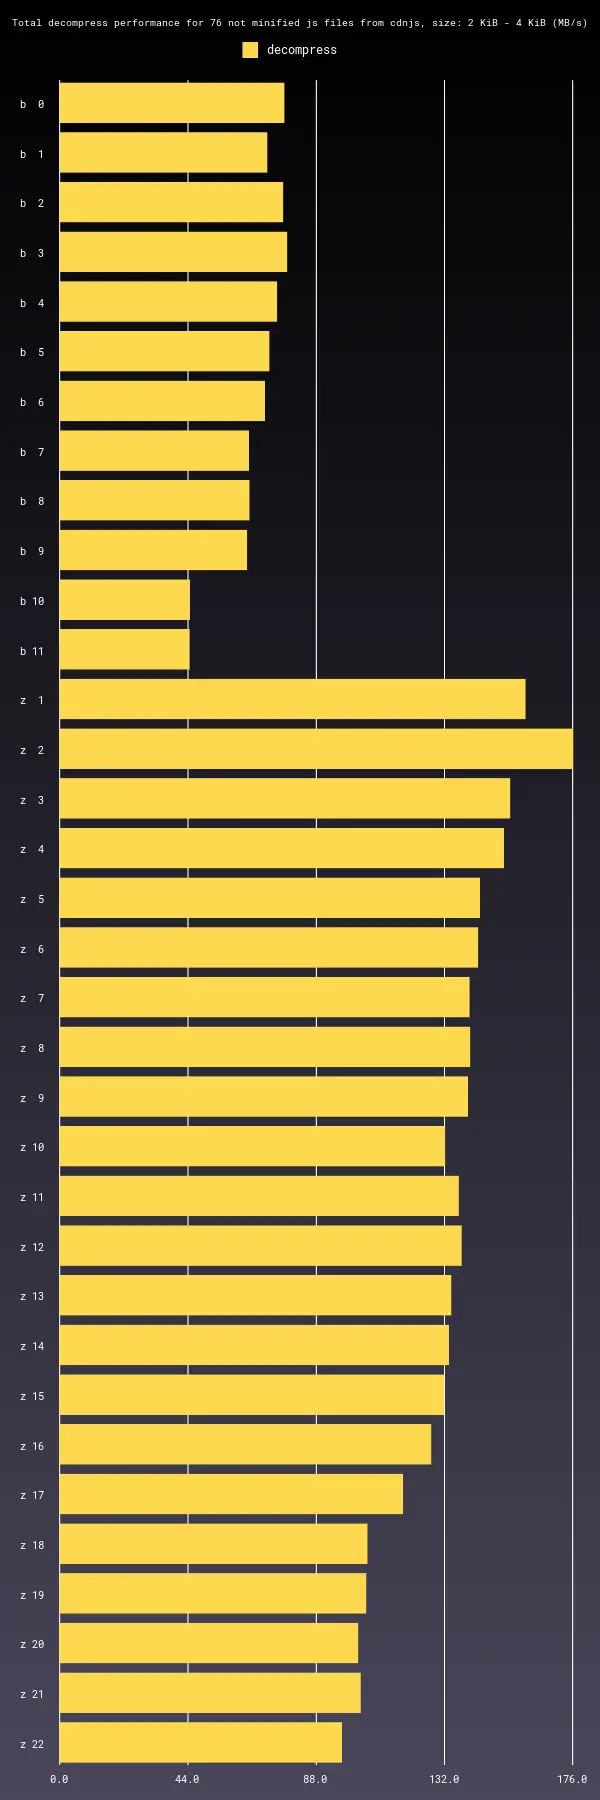 Total decompress performance for 76 not minified js files from cdnjs, size: 2 KiB - 4 KiB (MB/s)
decompress
b 0
b 1
b 2
b 3
b 4
b 5
b 6
b 7
b 8
b 9
b 10
b 11
z 1
z 2
z 3
z 4
z 5
z 6
z 7
z 8
z 9
z 10
z 11
z 12
z 13
z 14
z 15
z 16
z 17
z 18
z 19
z 20
z 21
z 22
0.0 44.0 88.0 132.0 176.0